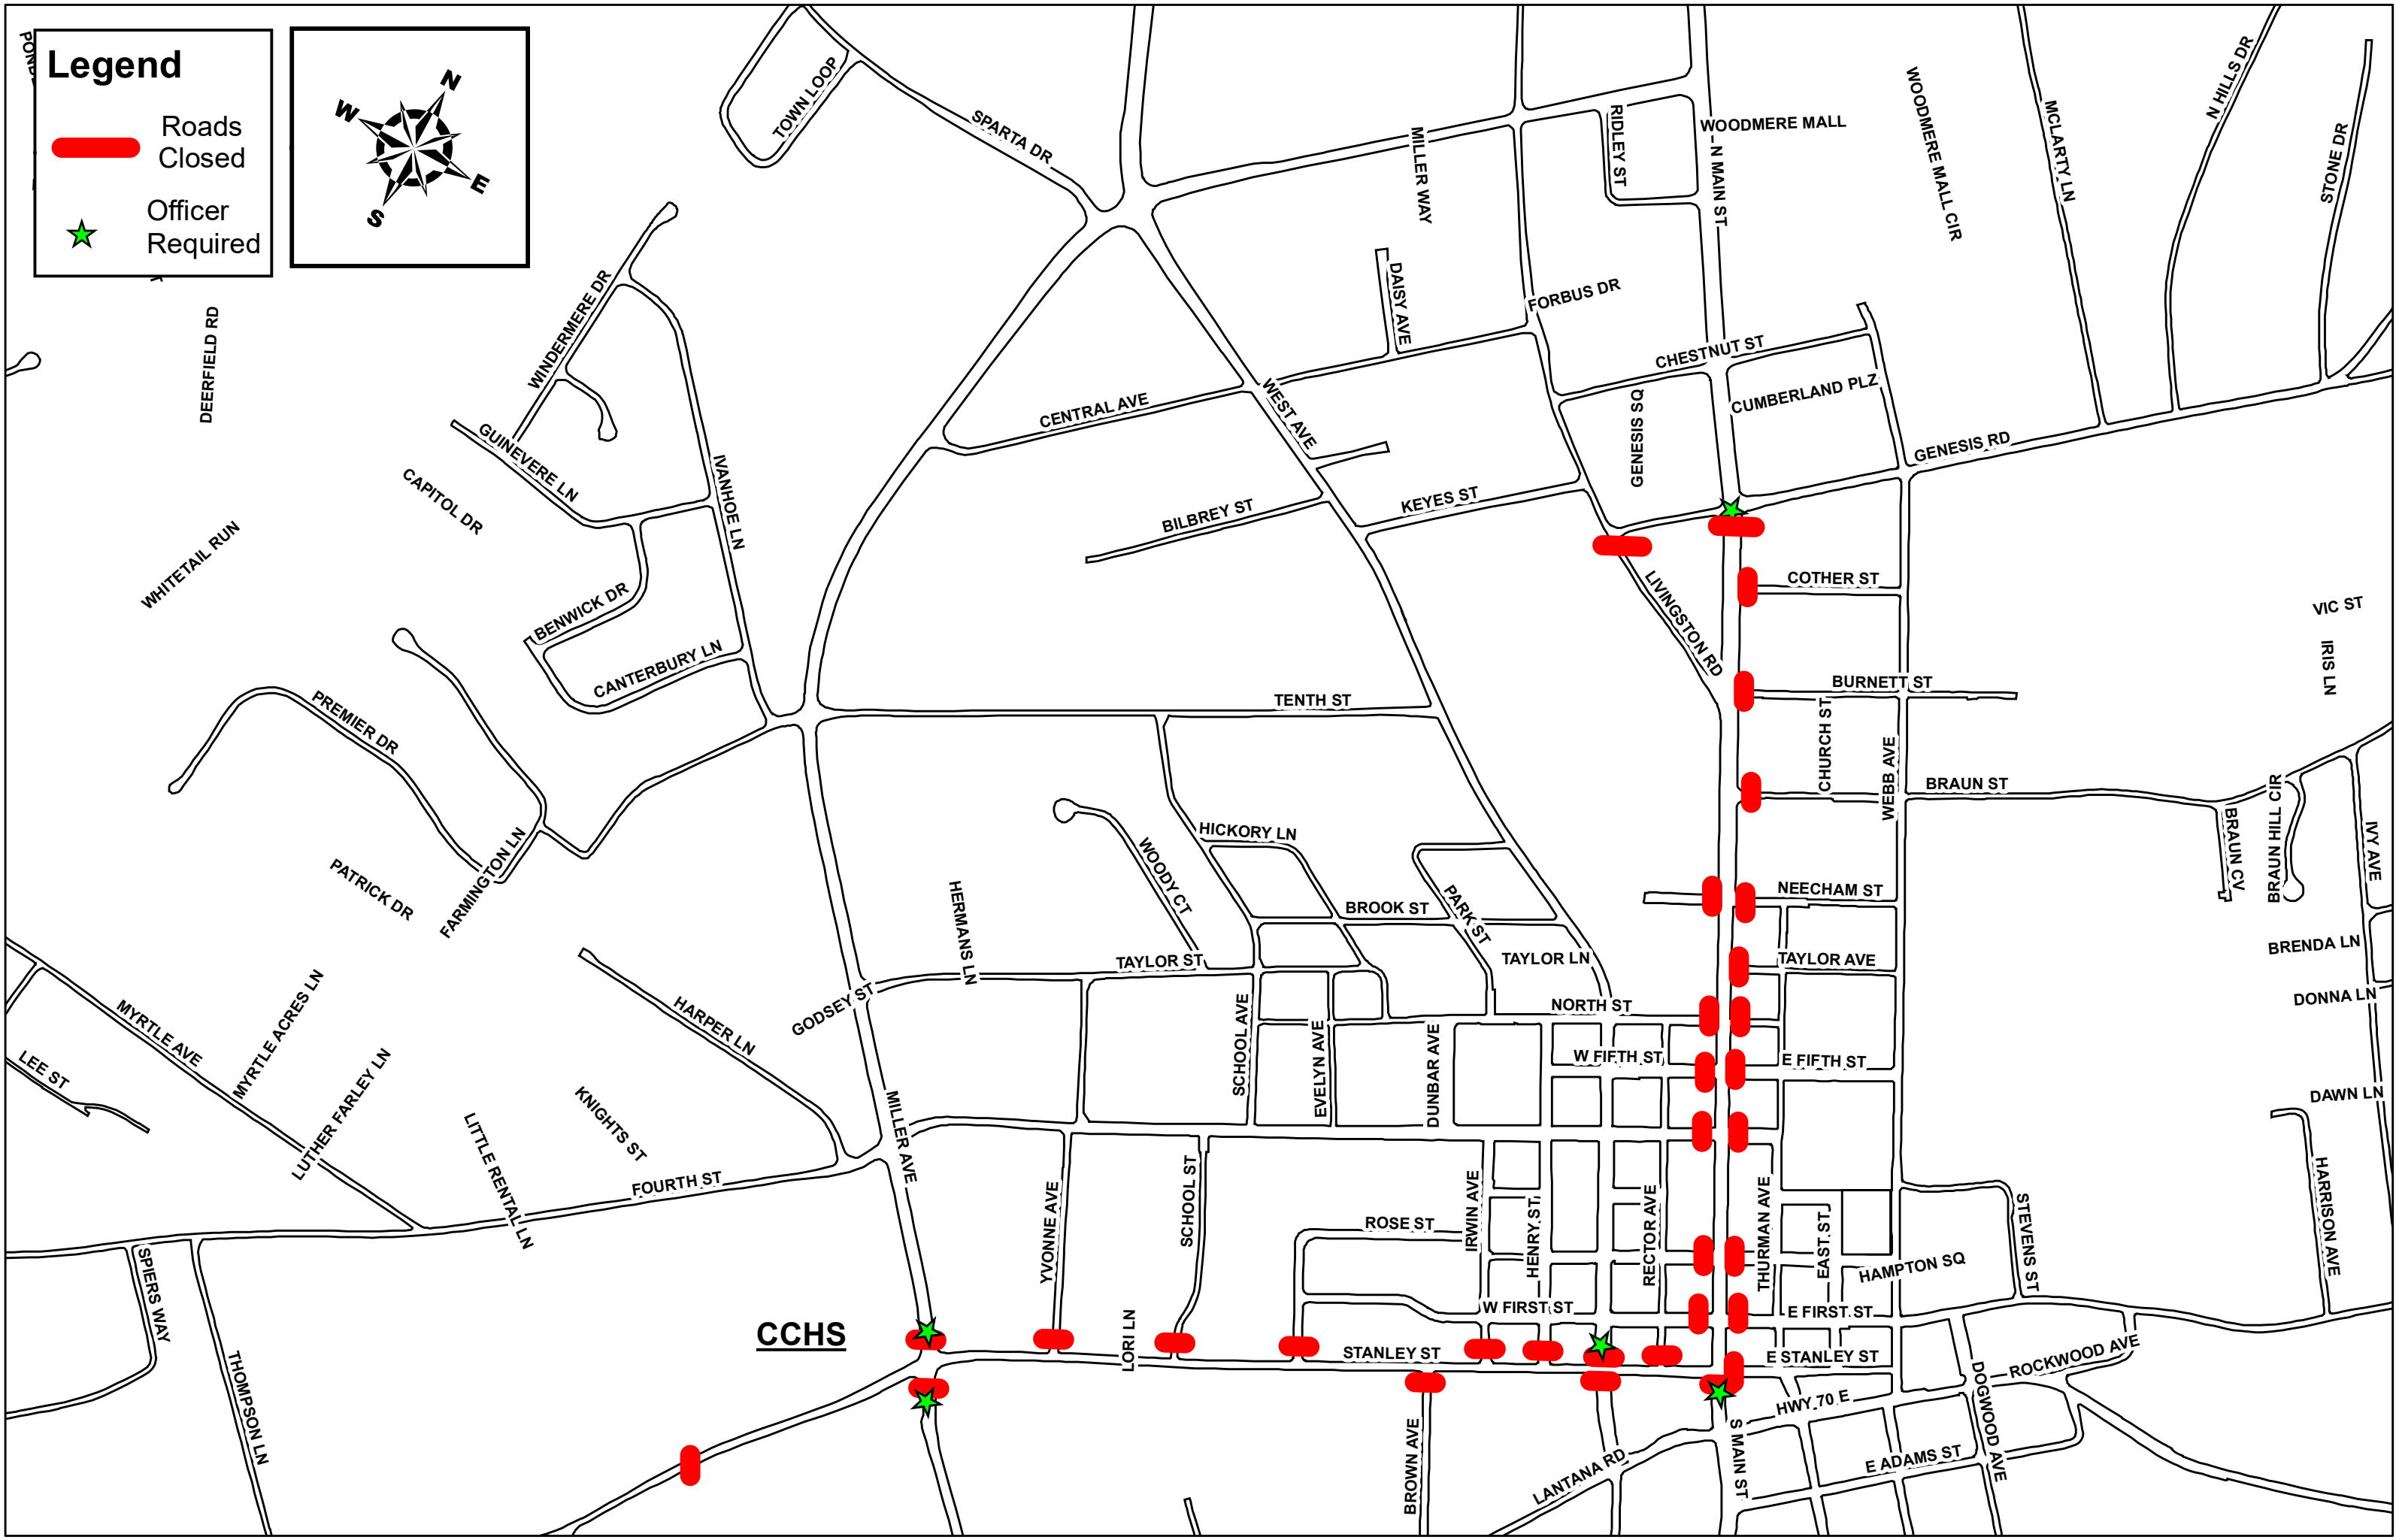 Legend
Roads
Closed
Officer
Required
N
W
E
S
TOWN LOOP
SPARTA DR
MILLER WAY
RIDLEY ST
N MAIN ST
WOODMERE MALL
WOODMERE MALL CIR
MCLARTY LN
N HILLS DR
STONE DR
DEERFIELD RD
WINDERMERE DR
DAISY AVE
FORBUS DR
CHESTNUT ST
CUMBERLAND PLZ
GENESIS SQ
GENESIS RD
CENTRAL AVE
WEST AVE
GUINEVERE LN
CAPITOL DR
IVANHOE LN
WHITETAIL RUN
BILBREY ST
KEYES ST
LIVINGSTON RD
COTHER ST
VIC ST
IRIS LN
BENWICK DR
CANTERBURY LN
PREMIER DR
TENTH ST
BURNETT ST
CHURCH ST
WEBB AVE
BRAUN ST
BRAUN CV
BRAUN HILL CIR
IVY AVE
PATRICK DR
FARMINGTON LN
HICKORY LN
WOODY CT
HERMANS LN
BROOK ST
PARK ST
NEECHAM ST
TAYLOR ST
TAYLOR LN
TAYLOR AVE
BRENDA LN
DONNA LN
MYRTLE AVE
MYRTLE ACRES LN
LEE ST
LUTHER FARLEY LN
HARPER LN
GODSEY ST
KNIGHTS ST
LITTLE RENTAL LN
FOURTH ST
MILLER AVE
SCHOOL AVE
EVELYN AVE
DUNBAR AVE
NORTH ST
W FIFTH ST
E FIFTH ST
DAWN LN
SPIERS WAY
THOMPSON LN
YVONNE AVE
SCHOOL ST
ROSE ST
IRWIN AVE
HENRY ST
RECTOR AVE
THURMAN AVE
EAST ST
HAMPTON SQ
STEVENS ST
HARRISON AVE
CCHS
LORI LN
W FIRST ST
E FIRST ST
STANLEY ST
E STANLEY ST
ROCKWOOD AVE
DOGWOOD AVE
HWY 70 E
BROWN AVE
LANTANA RD
S MAIN ST
E ADAMS ST